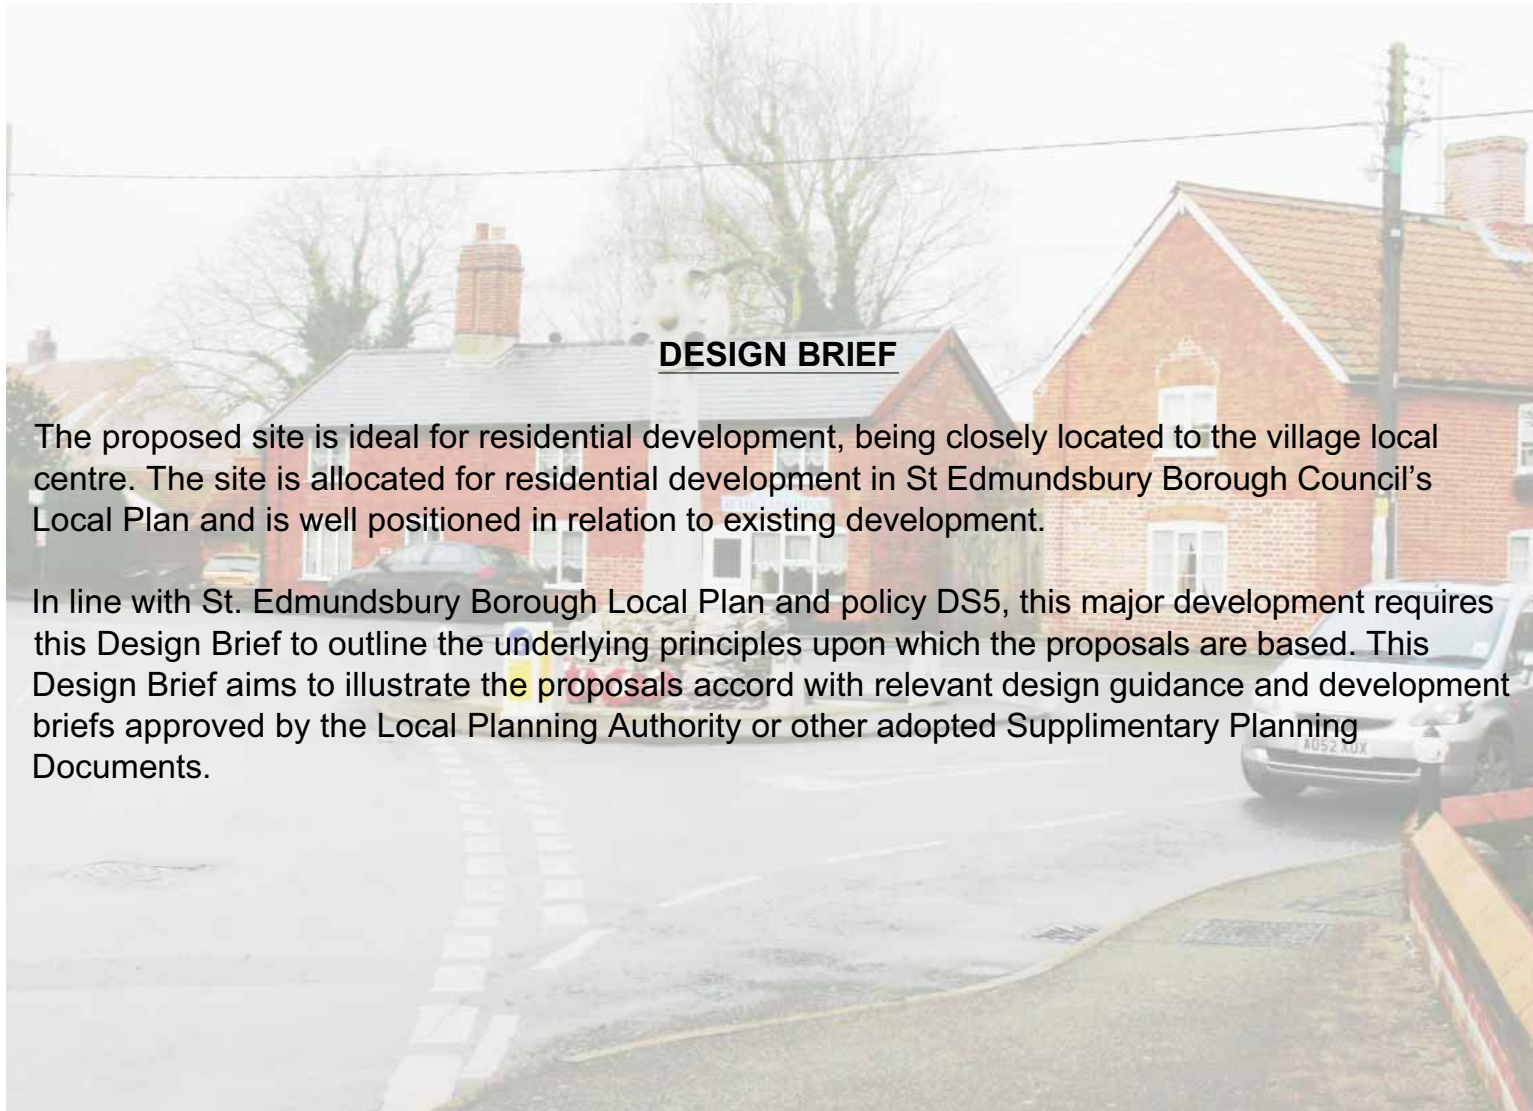 DESIGN BRIEF
The proposed site is ideal for residential development, being closely located to the village local
centre. The site is allocated for residential development in St Edmundsbury Borough Council’s
Local Plan and is well positioned in relation to existing development.
In line with St. Edmundsbury Borough Local Plan and policy DS5, this major development requires
this Design Brief to outline the underlying principles upon which the proposals are based. This
Design Brief aims to illustrate the proposals accord with relevant design guidance and development
briefs approved by the Local Planning Authority or other adopted Supplimentary Planning
Documents.
AO52 XUX